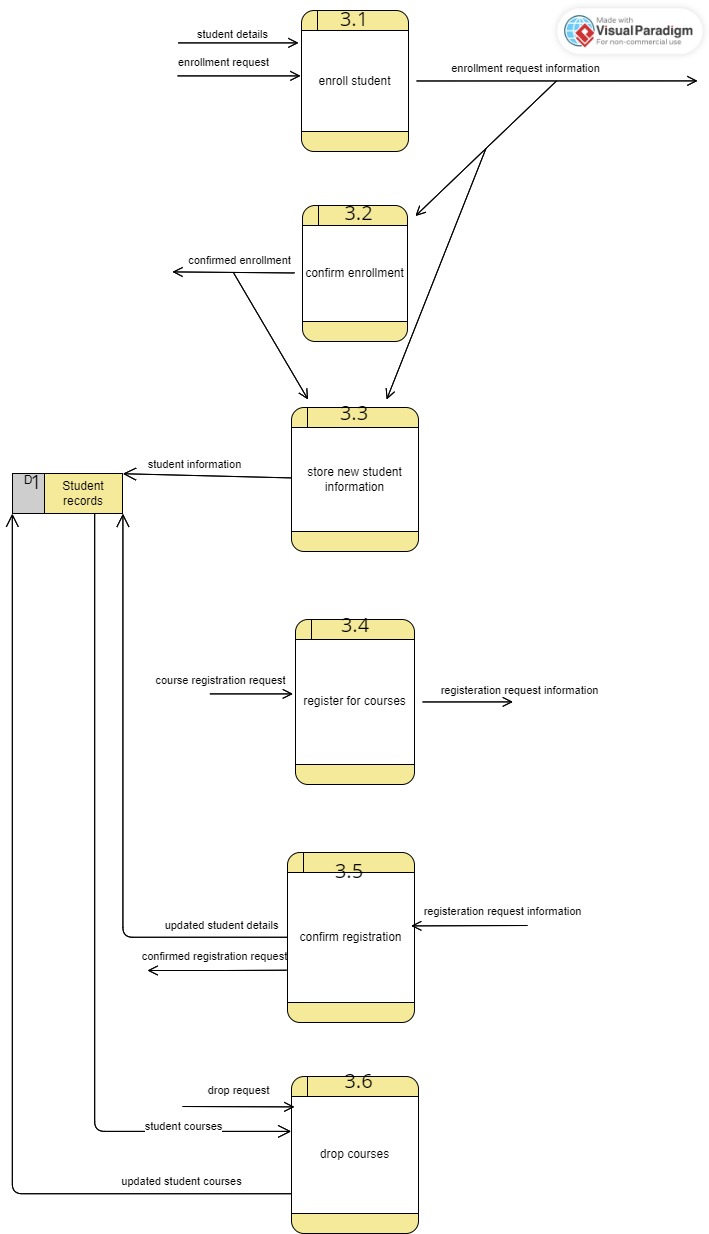 3.1
Made with
Visual Paradigm
For non-commercial use
student details
enrollment request
enroll student
enrollment request information
3.2
confirmed enrollment
confirm enrollment
3.3
student information
store new student
information
D1
Student
records
3.4
course registration request
register for courses
registeration request information
3.5
registeration request information
updated student details
confirm registration
confirmed registration request
3.6
drop request
student courses
drop courses
updated student courses